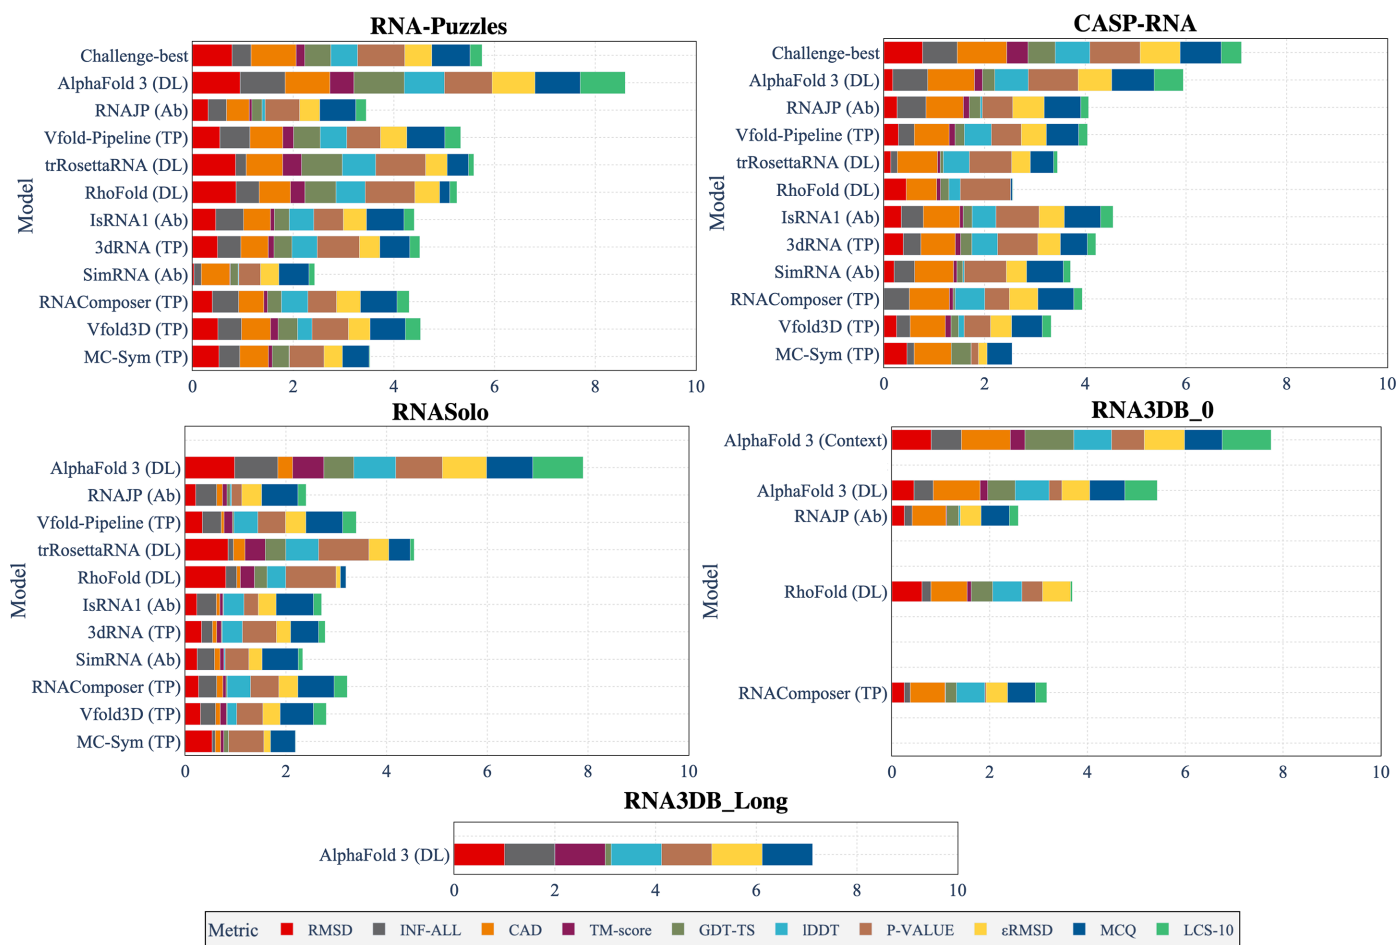 RNA-Puzzles
Model
Challenge-best
AlphaFold 3 (DL)
RNAJP (Ab)
Vfold-Pipeline (TP)
trRosettaRNA (DL)
RhoFold (DL)
IsRNA1 (Ab)
3dRNA (TP)
SimRNA (Ab)
RNAComposer (TP)
Vfold3D (TP)
MC-Sym (TP)
0 2 4 6 8 10
CASP-RNA
Model
Challenge-best
AlphaFold 3 (DL)
RNAJP (Ab)
Vfold-Pipeline (TP)
trRosettaRNA (DL)
RhoFold (DL)
IsRNA1 (Ab)
3dRNA (TP)
SimRNA (Ab)
RNAComposer (TP)
Vfold3D (TP)
MC-Sym (TP)
0 2 4 6 8 10
RNASolo
Model
AlphaFold 3 (DL)
RNAJP (Ab)
Vfold-Pipeline (TP)
trRosettaRNA (DL)
RhoFold (DL)
IsRNA1 (Ab)
3dRNA (TP)
SimRNA (Ab)
RNAComposer (TP)
Vfold3D (TP)
MC-Sym (TP)
0 2 4 6 8 10
RNA3DB_0
Model
AlphaFold 3 (Context)
AlphaFold 3 (DL)
RNAJP (Ab)
RhoFold (DL)
RNAComposer (TP)
0 2 4 6 8 10
RNA3DB_Long
AlphaFold 3 (DL)
0 2 4 6 8 10
Metric RMSD INF-ALL CAD TM-score GDT-TS lDDT P-VALUE εRMSD MCQ LCS-10